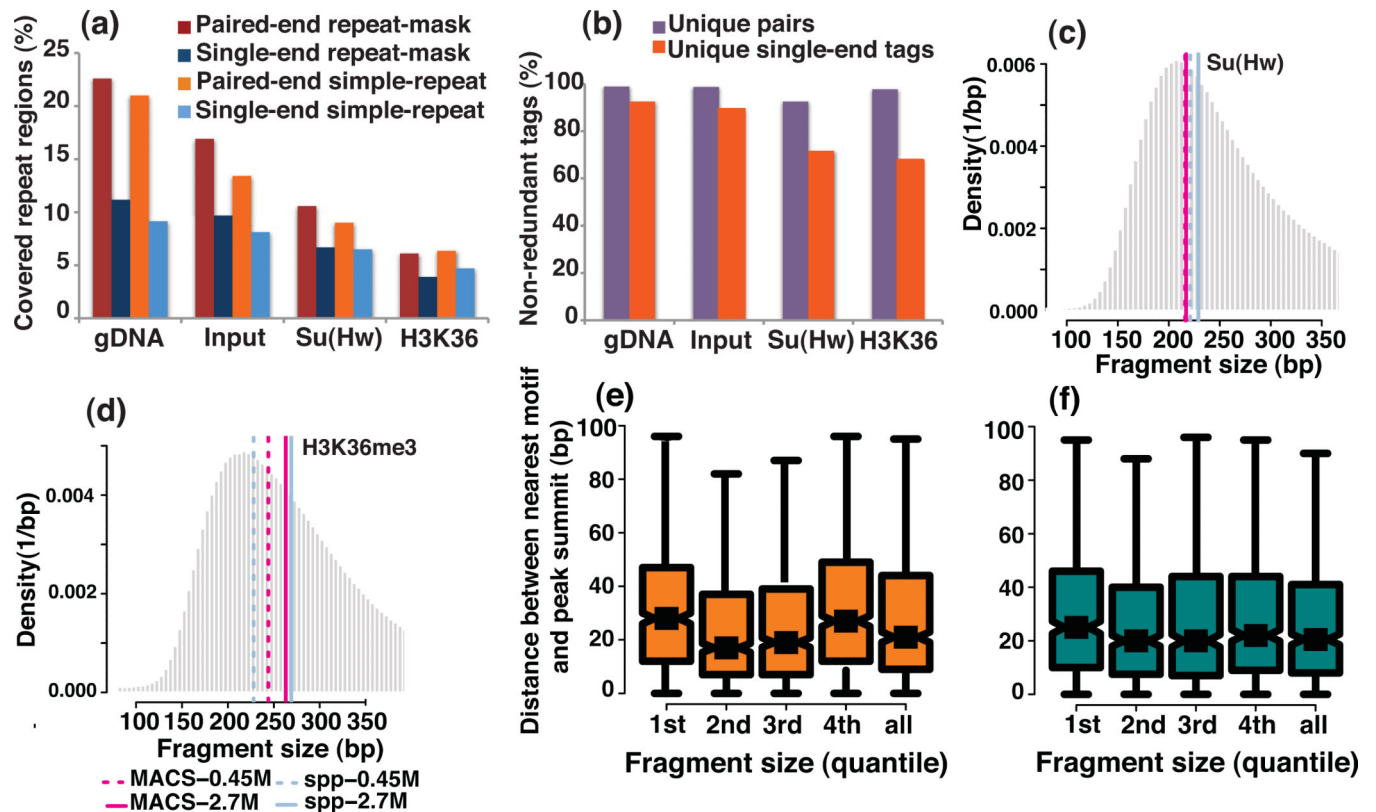 (a)
Paired-end repeat-mask
Single-end repeat-mask
Paired-end simple-repeat
Single-end simple-repeat
Covered repeat regions (%)
25
20
15
10
5
0
gDNA Input Su(Hw) H3K36
(b)
Unique pairs
Unique single-end tags
Non-redundant tags (%)
100
80
60
40
20
0
gDNA Input Su(Hw) H3K36
(c)
Su(Hw)
Density(1/bp)
0.006
0.004
0.002
0.000
100 150 200 250 300 350
Fragment size (bp)
(d)
H3K36me3
Density(1/bp)
0.004
0.002
0.000
100 150 200 250 300 350
Fragment size (bp)
MACS-0.45M spp-0.45M
MACS-2.7M spp-2.7M
(e)
Distance between nearest motif
and peak summit (bp)
100
80
60
40
20
0
1st 2nd 3rd 4th all
Fragment size (quantile)
(f)
100
80
60
40
20
0
1st 2nd 3rd 4th all
Fragment size (quantile)